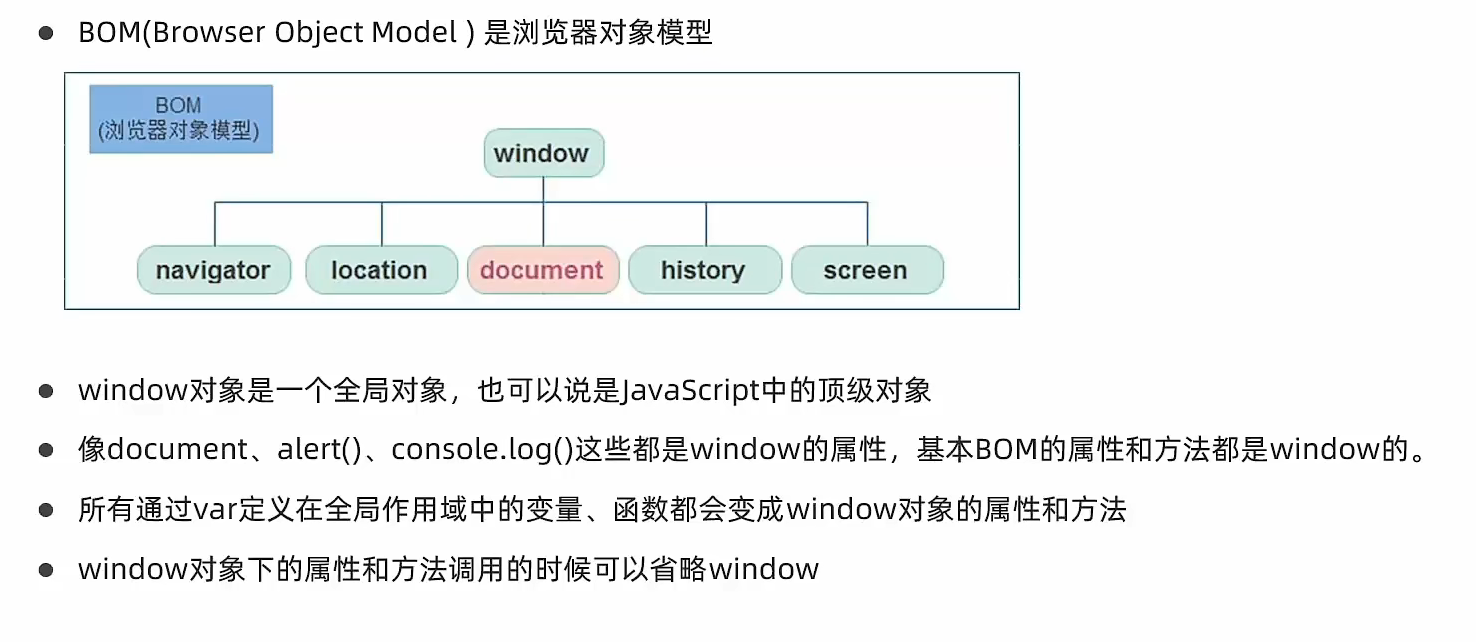 ● BOM(Browser Object Model ) 是浏览器对象模型
BOM
(浏览器对象模型)
window
navigator location document history screen
● window对象是一个全局对象，也可以说是JavaScript中的顶级对象
● 像document、alert()、console.log()这些都是window的属性，基本BOM的属性和方法都是window的。
● 所有通过var定义在全局作用域中的变量、函数都会变成window对象的属性和方法
● window对象下的属性和方法调用的时候可以省略window